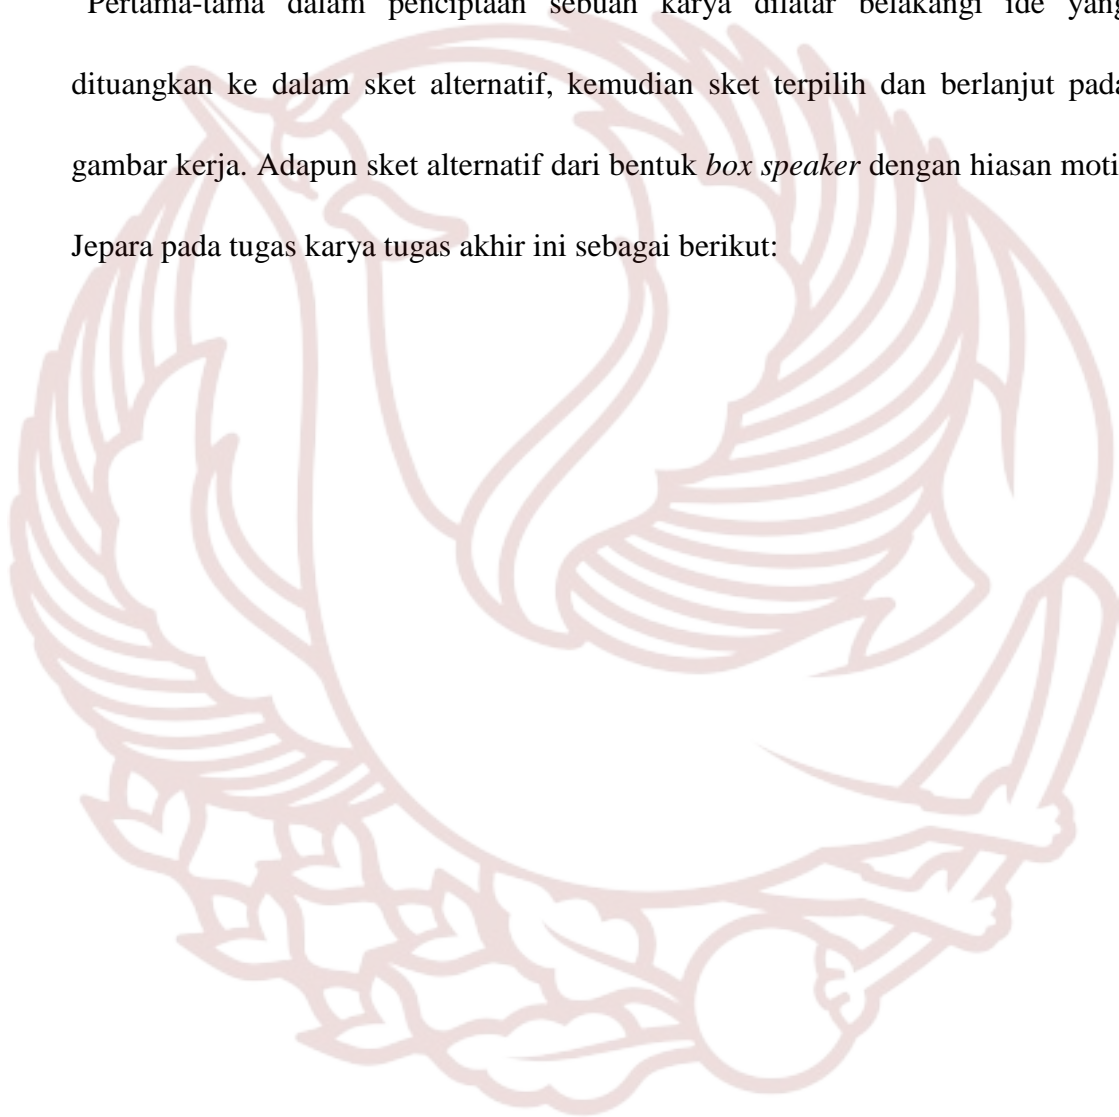 Pertama-tama dalam penciptaan sebuah karya dilatar belakangi ide yang
dituangkan ke dalam sket alternatif, kemudian sket terpilih dan berlanjut pada
gambar kerja. Adapun sket alternatif dari bentuk box speaker dengan hiasan moti
Jepara pada tugas karya tugas akhir ini sebagai berikut: